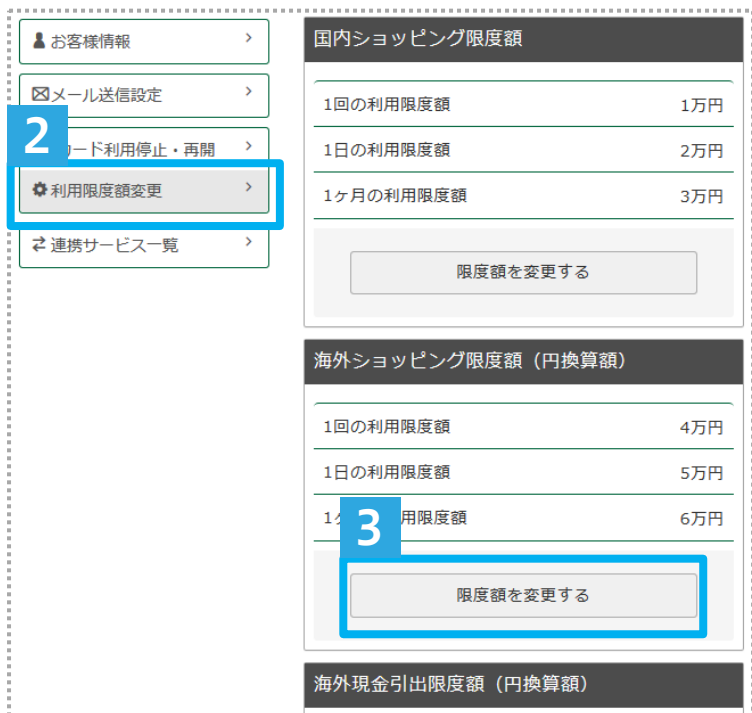 お客様情報
メール送信設定
2
ード利用停止・再開
利用限度額変更
連携サービス一覧
国内ショッピング限度額
1回の利用限度額 1万円
1日の利用限度額 2万円
1ヶ月の利用限度額 3万円
限度額を変更する
海外ショッピング限度額（円換算額）
1回の利用限度額 4万円
1日の利用限度額 5万円
1 用限度額 6万円
3
限度額を変更する
海外現金引出限度額（円換算額）